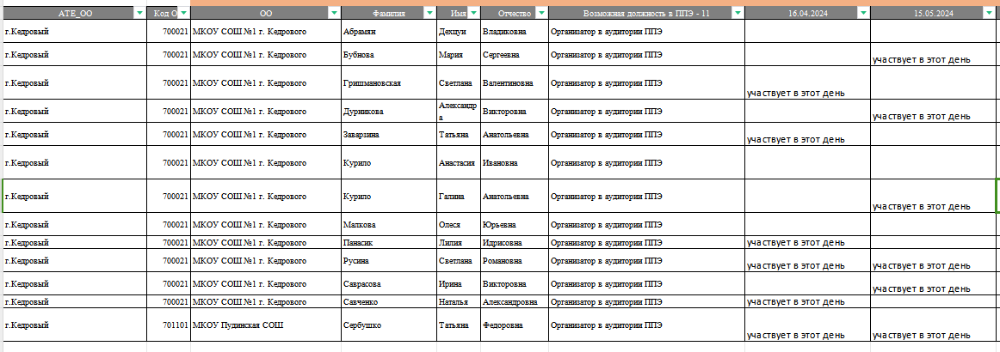 АТЕ_ОО Код О ОО Фамилия Имя Отчество Возможная должность в ППЭ - 11 16.04.2024 15.05.2024
г.Кедровый 700021 МКОУ СОШ №1 г. Кедрового Абрамян Дехцуи Владиковна Организатор в аудитории ППЭ
г.Кедровый 700021 МКОУ СОШ №1 г. Кедрового Бубнова Мария Сергеевна Организатор в аудитории ППЭ участвует в этот день
г.Кедровый 700021 МКОУ СОШ №1 г. Кедрового Гришмановская Светлана Валентиновна Организатор в аудитории ППЭ участвует в этот день
г.Кедровый 700021 МКОУ СОШ №1 г. Кедрового Дурникова Александр
а Викторовна Организатор в аудитории ППЭ участвует в этот день
г.Кедровый 700021 МКОУ СОШ №1 г. Кедрового Заварзина Татьяна Анатольевна Организатор в аудитории ППЭ участвует в этот день
г.Кедровый 700021 МКОУ СОШ №1 г. Кедрового Курило Анастасия Ивановна Организатор в аудитории ППЭ
г.Кедровый 700021 МКОУ СОШ №1 г. Кедрового Курило Галина Анатольевна Организатор в аудитории ППЭ участвует в этот день
г.Кедровый 700021 МКОУ СОШ №1 г. Кедрового Малкова Олеся Юрьевна Организатор в аудитории ППЭ
г.Кедровый 700021 МКОУ СОШ №1 г. Кедрового Панасик Лилия Идрисовна Организатор в аудитории ППЭ участвует в этот день
г.Кедровый 700021 МКОУ СОШ №1 г. Кедрового Русина Светлана Романовна Организатор в аудитории ППЭ участвует в этот день участвует в этот день
г.Кедровый 700021 МКОУ СОШ №1 г. Кедрового Саврасова Ирина Викторовна Организатор в аудитории ППЭ участвует в этот день
г.Кедровый 700021 МКОУ СОШ №1 г. Кедрового Савченко Наталья Александровна Организатор в аудитории ППЭ участвует в этот день
г.Кедровый 701101 МКОУ Пудинская СОШ Сербушко Татьяна Федоровна Организатор в аудитории ППЭ участвует в этот день участвует в этот день